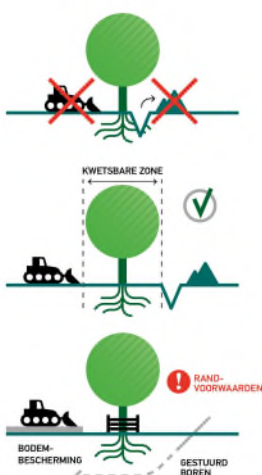 KWETSBARE ZONE
RAND-
VOORWAARDEN
BODEM-
BESCHERMING
GESTUURD
BOREN